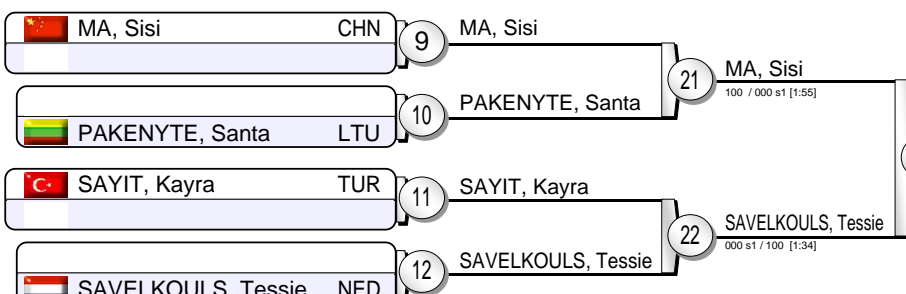 MA, Sisi CHN
9
MA, Sisi
21
MA, Sisi
100 / 000 s1 [1:55]
PAKENYTE, Santa LTU
10
PAKENYTE, Santa
SAYIT, Kayra TUR
11
SAYIT, Kayra
22
SAVELKOULS, Tessie
000 s1 / 100 [1:34]
SAVELKOULS, Tessie NED
12
SAVELKOULS, Tessie